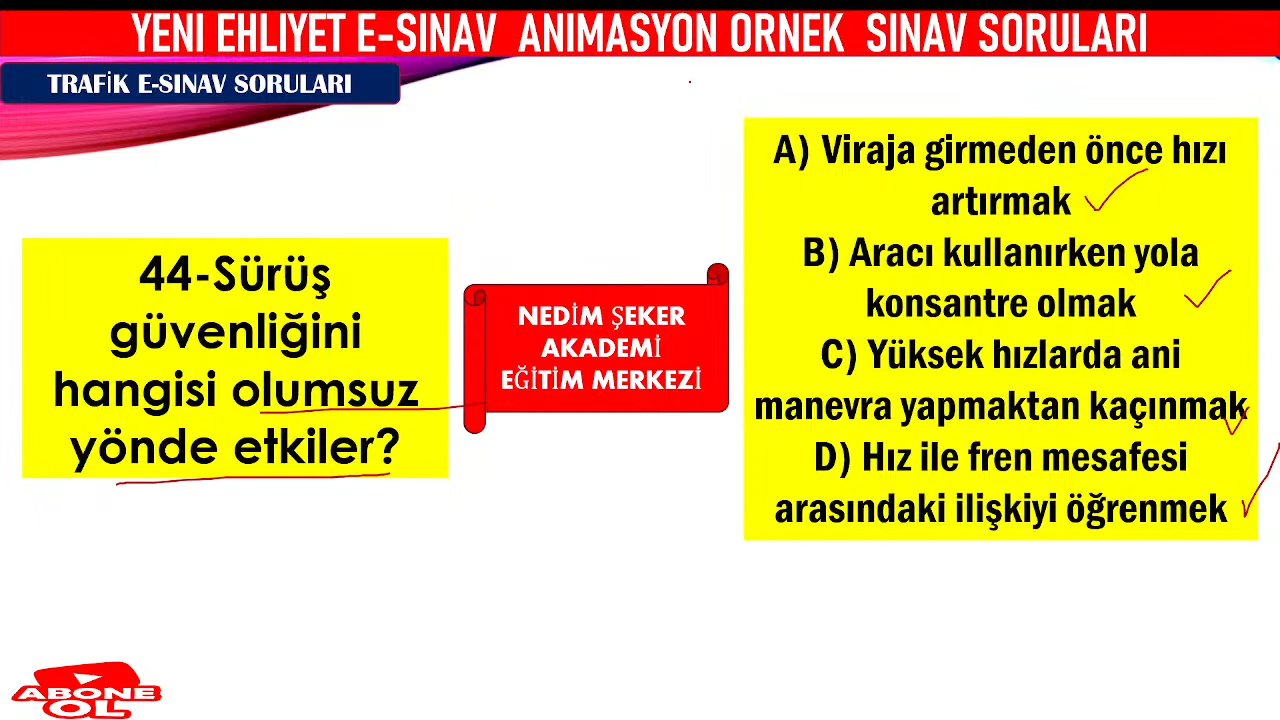 YENI EHLIYET E-SINAV ANIMASYON ORNEK SINAV SORULARI
TRAFİK E-SINAV SORULARI
44-Sürüş
güvenliğini
hangisi olumsuz
yönde etkiler?
NEDİM ŞEKER
AKADEMİ
EĞİTİM MERKEZİ
A) Viraja girmeden önce hızı
artırmak
B) Aracı kullanırken yola
konsantre olmak
C) Yüksek hızlarda ani
manevra yapmaktan kaçınmak
D) Hız ile fren mesafesi
arasındaki ilişkiyi öğrenmek
ABONE
OL